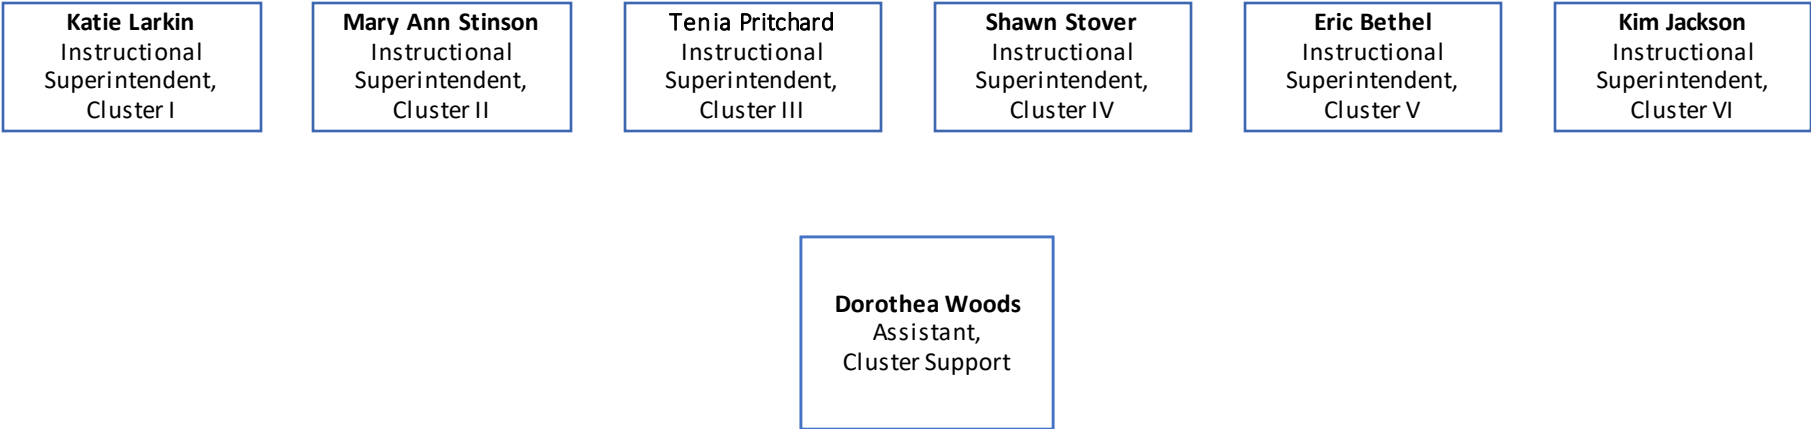 Katie Larkin
Instructional
Superintendent,
Cluster I
Mary Ann Stinson
Instructional
Superintendent,
Cluster II
Tenia Pritchard
Instructional
Superintendent,
Cluster III
Shawn Stover
Instructional
Superintendent,
Cluster IV
Eric Bethel
Instructional
Superintendent,
Cluster V
Kim Jackson
Instructional
Superintendent,
Cluster VI
Dorothea Woods
Assistant,
Cluster Support